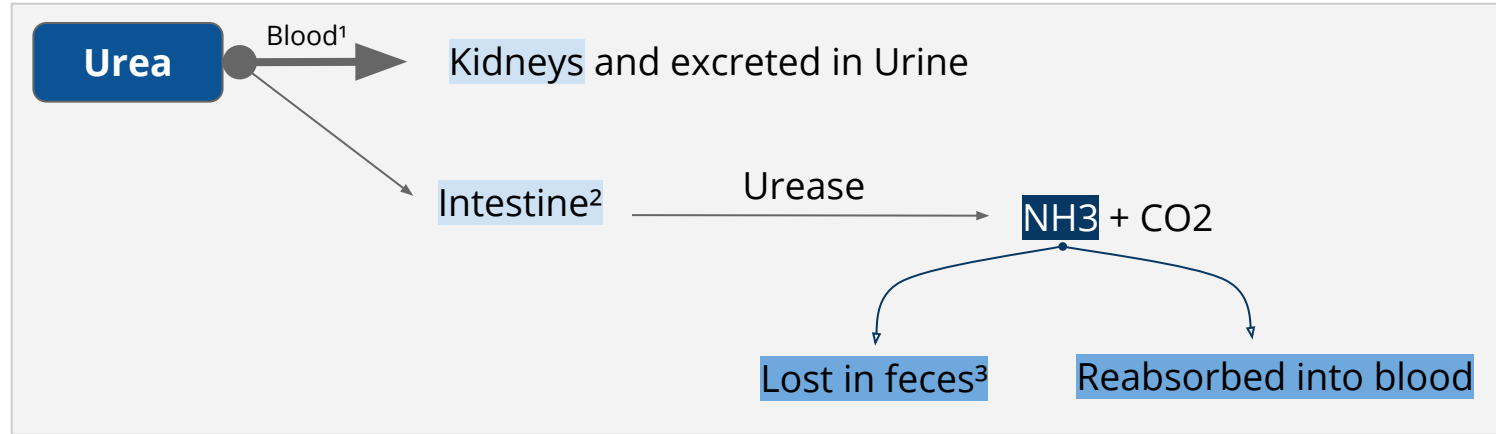 Urea
Blood¹
Kidneys and excreted in Urine
Intestine²
Urease
NH3 + CO2
Lost in feces³
Reabsorbed into blood